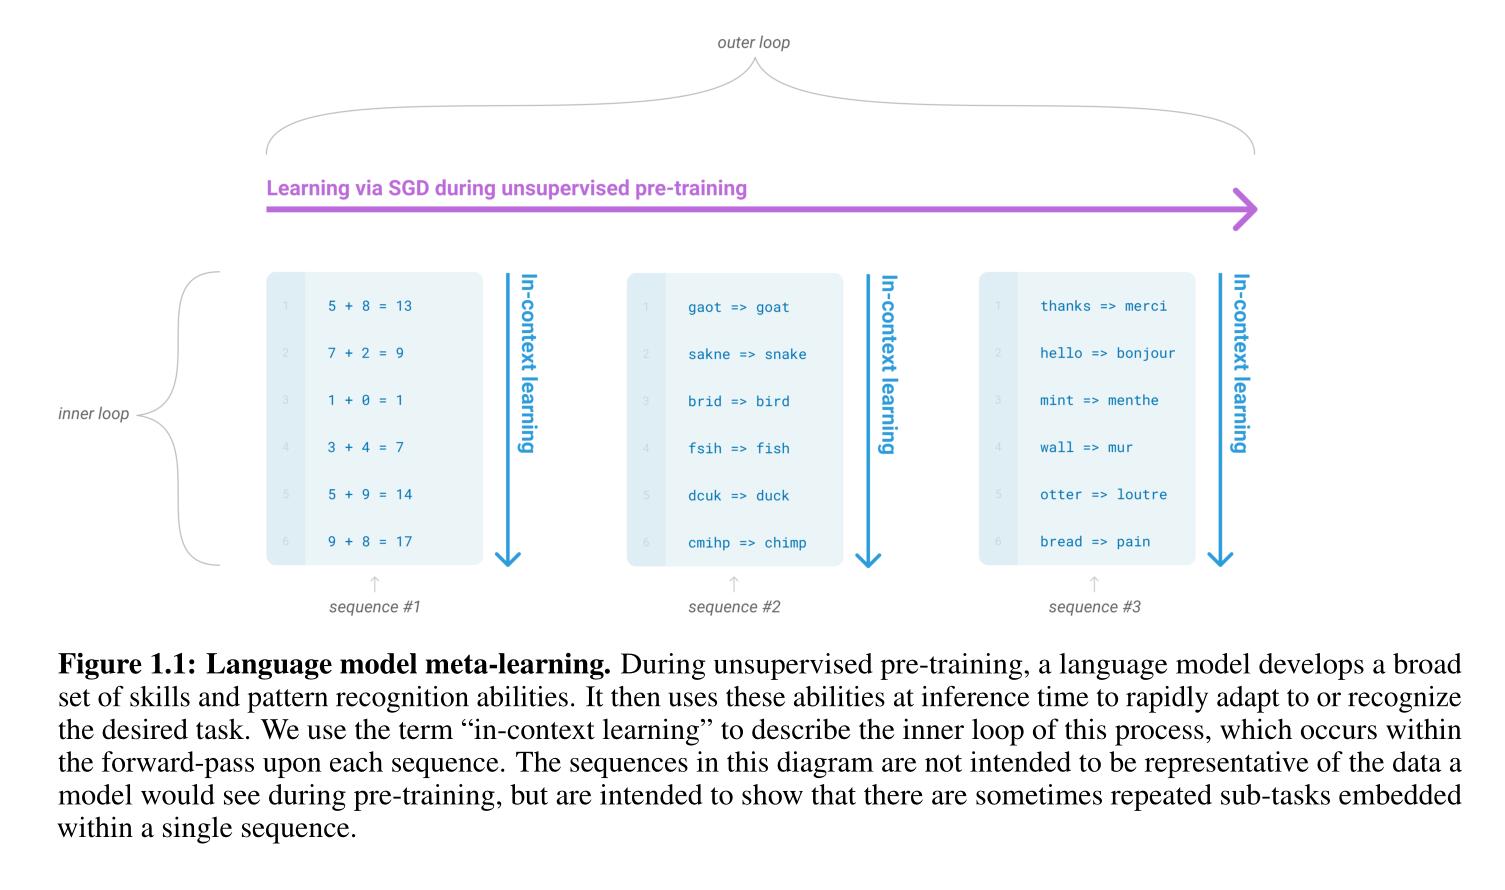 outer loop
Learning via SGD during unsupervised pre-training
inner loop
1 5 + 8 = 13
2 7 + 2 = 9
3 1 + 0 = 1
4 3 + 4 = 7
5 5 + 9 = 14
6 9 + 8 = 17
In-context learning
sequence #1
1 gaot => goat
2 sakne => snake
3 brid => bird
4 fsih => fish
5 dcuk => duck
6 cmihp => chimp
In-context learning
sequence #2
1 thanks => merci
2 hello => bonjour
3 mint => menthe
4 wall => mur
5 otter => loutre
6 bread => pain
In-context learning
sequence #3
Figure 1.1: Language model meta-learning. During unsupervised pre-training, a language model develops a broad
set of skills and pattern recognition abilities. It then uses these abilities at inference time to rapidly adapt to or recognize
the desired task. We use the term “in-context learning” to describe the inner loop of this process, which occurs within
the forward-pass upon each sequence. The sequences in this diagram are not intended to be representative of the data a
model would see during pre-training, but are intended to show that there are sometimes repeated sub-tasks embedded
within a single sequence.